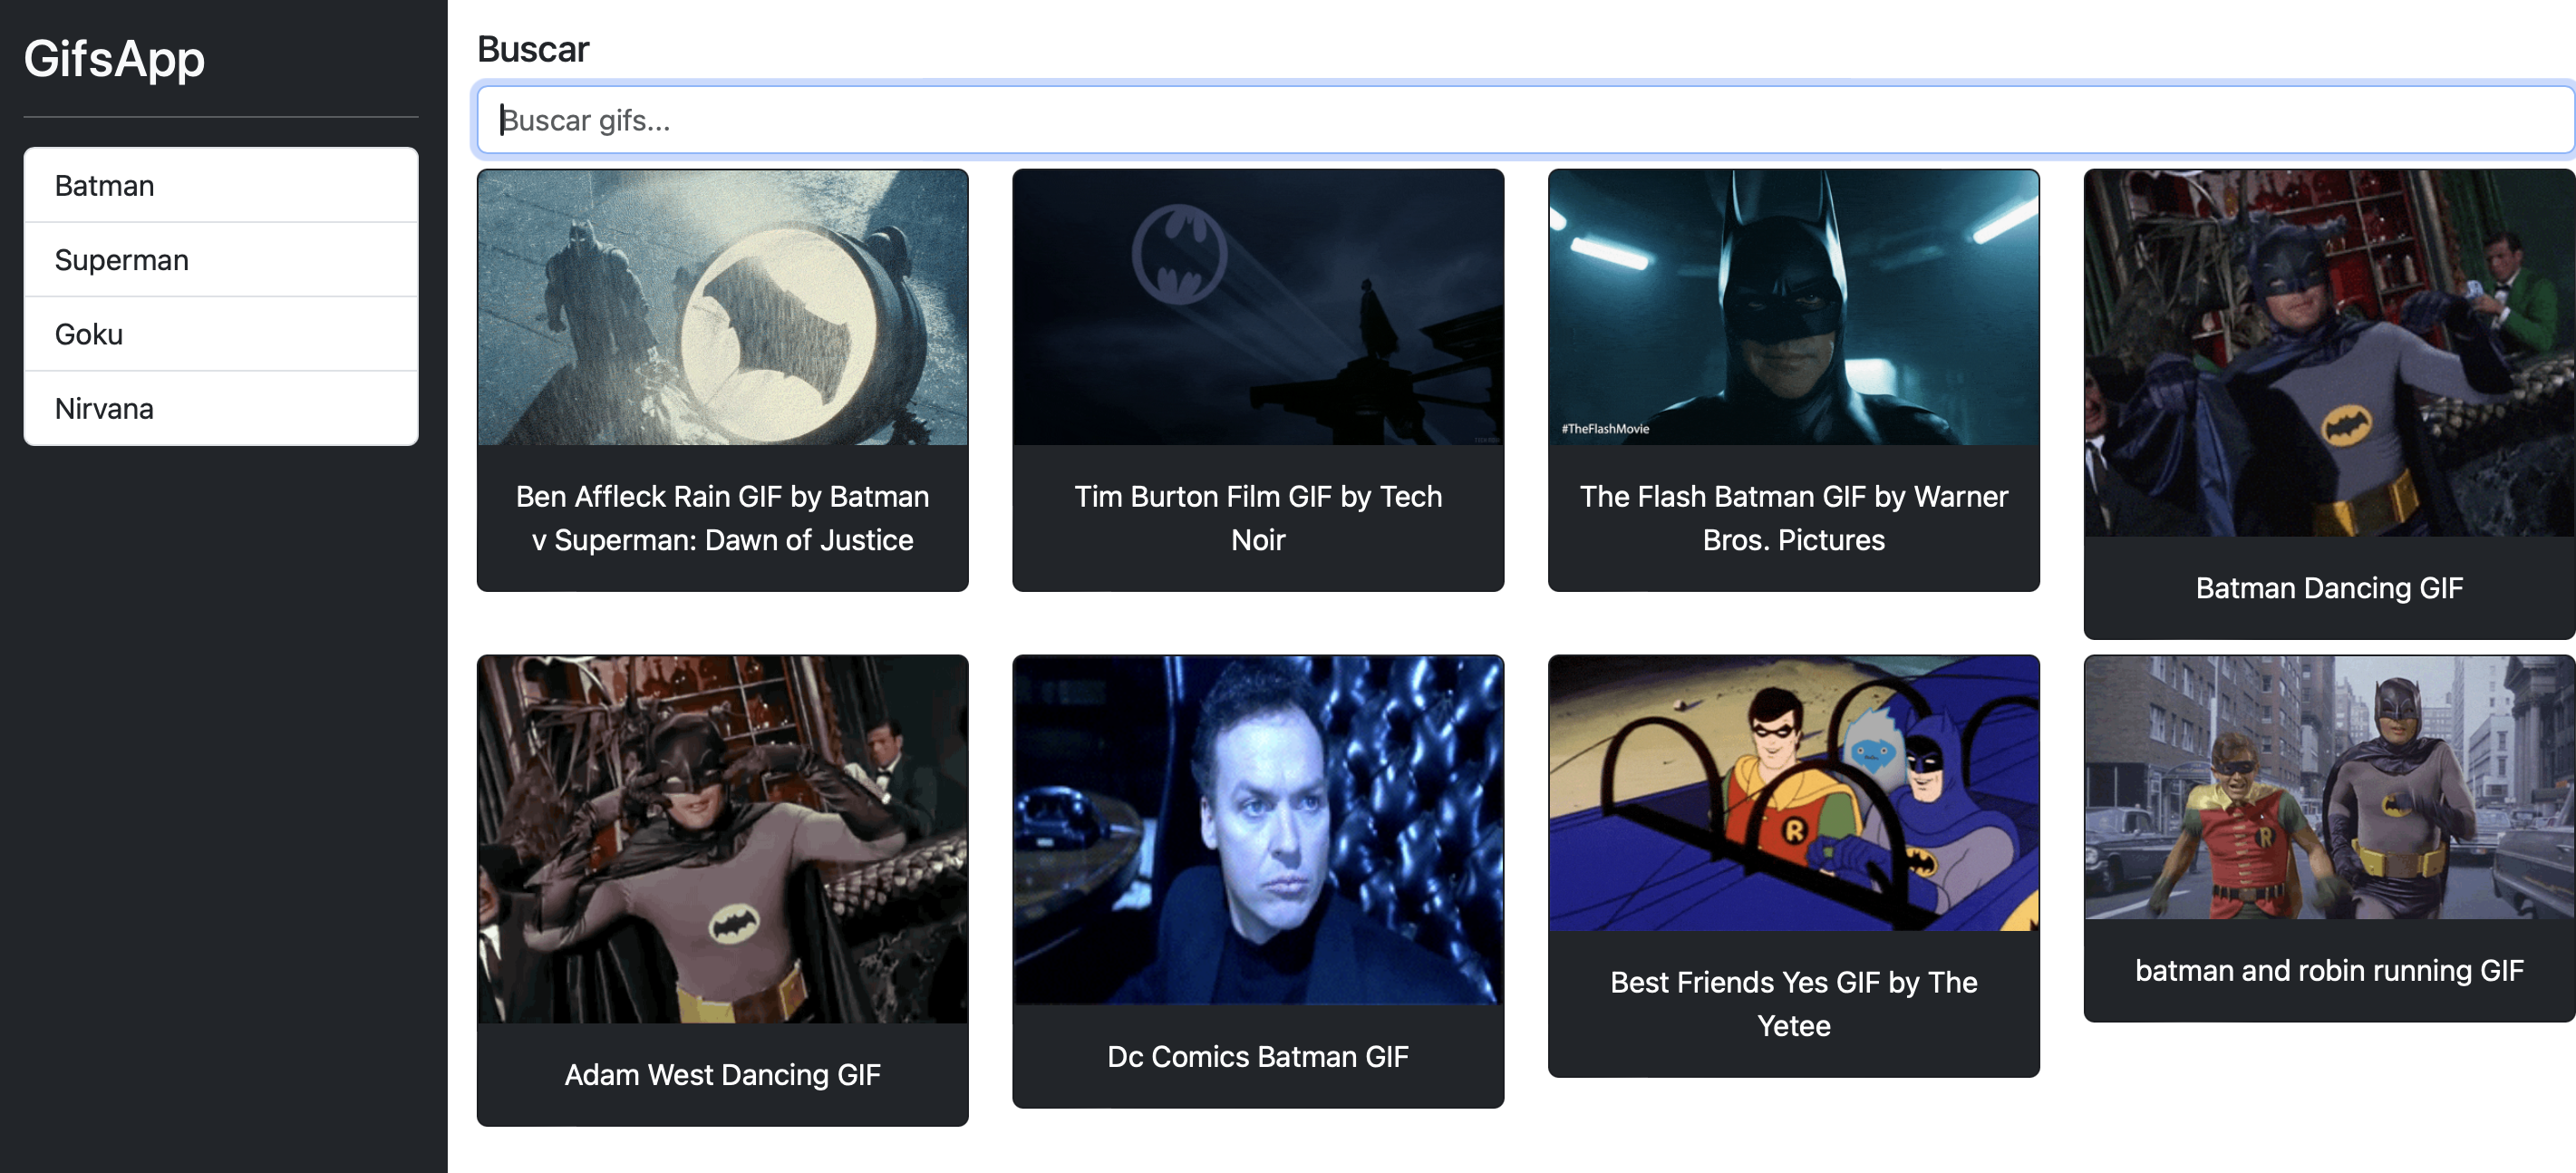 GifsApp
Batman
Superman
Goku
Nirvana
Buscar
Buscar gifs...
#TheFlashMovie
Ben Affleck Rain GIF by Batman
v Superman: Dawn of Justice
Tim Burton Film GIF by Tech
Noir
The Flash Batman GIF by Warner
Bros. Pictures
Batman Dancing GIF
R
R
Adam West Dancing GIF
Dc Comics Batman GIF
Best Friends Yes GIF by The
Yetee
batman and robin running GIF